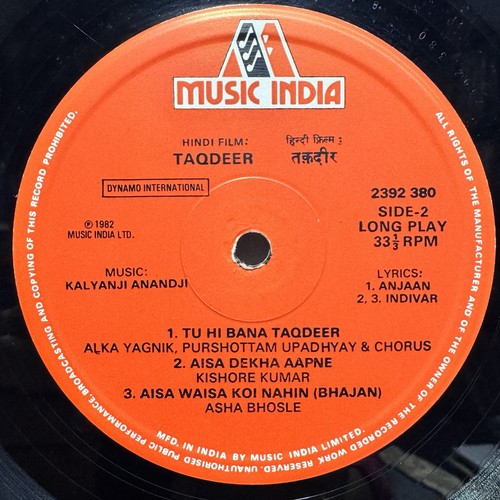 MUSIC INDIA
HINDI FILM:
TAQDEER
हिन्दी फ़िल्म :
तक़दीर
DYNAMO INTERNATIONAL
℗ 1982
MUSIC INDIA LTD.
2392 380
SIDE-2
LONG PLAY
33⅓ RPM
MUSIC:
KALYANJI ANANDJI
LYRICS:
1. ANJAAN
2, 3. INDIVAR
1. TU HI BANA TAQDEER
ALKA YAGNIK, PURSHOTTAM UPADHYAY & CHORUS
2. AISA DEKHA AAPNE
KISHORE KUMAR
3. AISA WAISA KOI NAHIN (BHAJAN)
ASHA BHOSLE
MFD. IN INDIA BY MUSIC INDIA LIMITED.
ALL RIGHTS OF THE MANUFACTURER AND OF THE OWNER OF THE RECORDED WORK RESERVED. UNAUTHORISED PUBLIC PERFORMANCE, BROADCASTING AND COPYING OF THIS RECORD PROHIBITED.